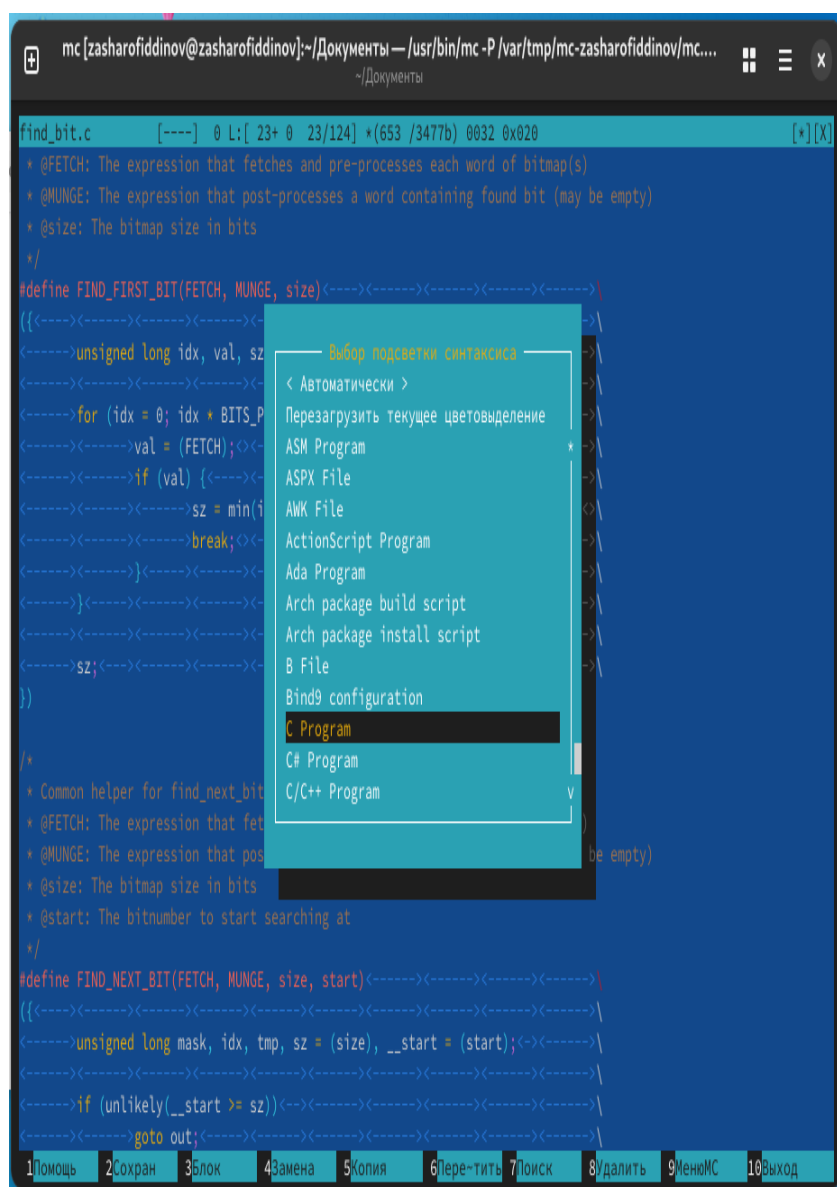 mc [zasharofiddinov@zasharofiddinov]:~/Документы — /usr/bin/mc -P /var/tmp/mc-zasharofiddinov/mc....
~/Документы
find_bit.c [----] 0 L:[ 23+ 0 23/124] *(653 /3477b) 0032 0x020 [*][X]
* @FETCH: The expression that fetches and pre-processes each word of bitmap(s)
* @MUNGE: The expression that post-processes a word containing found bit (may be empty)
* @size: The bitmap size in bits
*/
#define FIND_FIRST_BIT(FETCH, MUNGE, size)<----><------><------><------><------>\
({<----><------><------><------><- ->\
<------>unsigned long idx, val, sz ->\
<------><------><------><------><- ->\
<------>for (idx = 0; idx * BITS_P ->\
<------><------>val = (FETCH);<><- ->\
<------><------>if (val) {<----><- ->\
<------><------><------>sz = min(i <>\
<------><------><------>break;<><- ->\
<------><------>}<-----><------><- ->\
<------>}<-----><------><------><- ->\
<------><------><------><------><- ->\
<------>sz;<---><------><------><- ->\
})
Выбор подсветки синтаксиса
< Автоматически >
Перезагрузить текущее цветовыделение
ASM Program *
ASPX File
AWK File
ActionScript Program
Ada Program
Arch package build script
Arch package install script
B File
Bind9 configuration
C Program
C# Program
C/C++ Program v
/*
* Common helper for find_next_bit
* @FETCH: The expression that fet )
* @MUNGE: The expression that pos be empty)
* @size: The bitmap size in bits
* @start: The bitnumber to start searching at
*/
#define FIND_NEXT_BIT(FETCH, MUNGE, size, start)<------><------><------><------>\
({<----><------><------><------><------><------><------><------><------><------>\
<------>unsigned long mask, idx, tmp, sz = (size), __start = (start);<-><------>\
<------><------><------><------><------><------><------><------><------><------>\
<------>if (unlikely(__start >= sz))<--><------><------><------><------><------>\
<------><------>goto out;<-----><------><------><------><------><------><------>\
1Помощь 2Сохран 3Блок 4Замена 5Копия 6Пере~тить 7Поиск 8Удалить 9МенюМС 10Выход